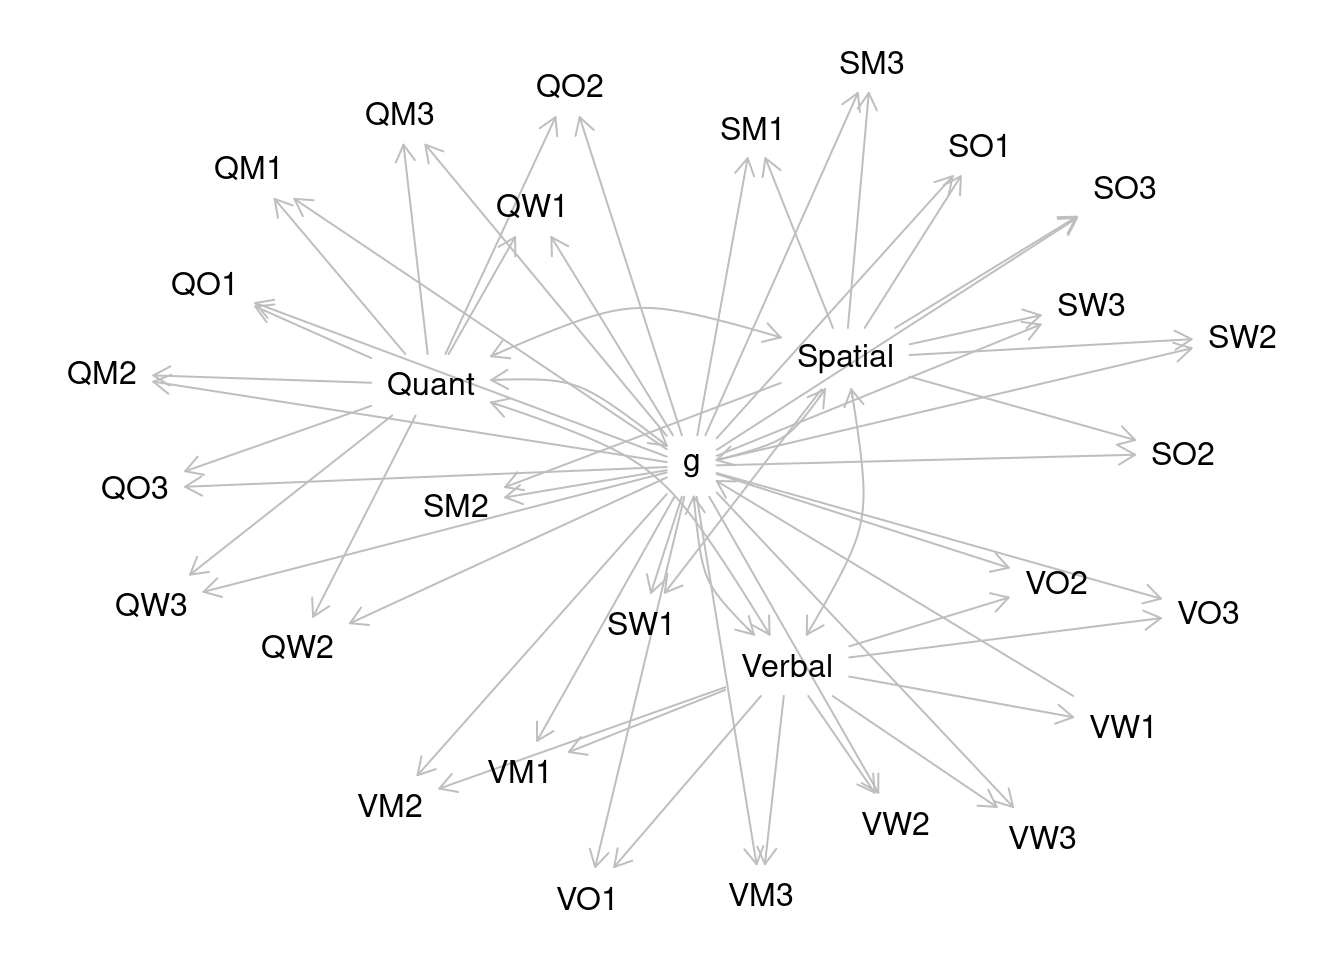 SM3
QO2
QM3
SM1
SO1
QM1
SO3
QW1
QO1
SW3
SW2
Spatial
QM2
Quant
SO2
g
QO3
SM2
VO2
QW3
VO3
SW1
QW2
Verbal
VW1
VM1
VM2
VW2
VW3
VM3
VO1